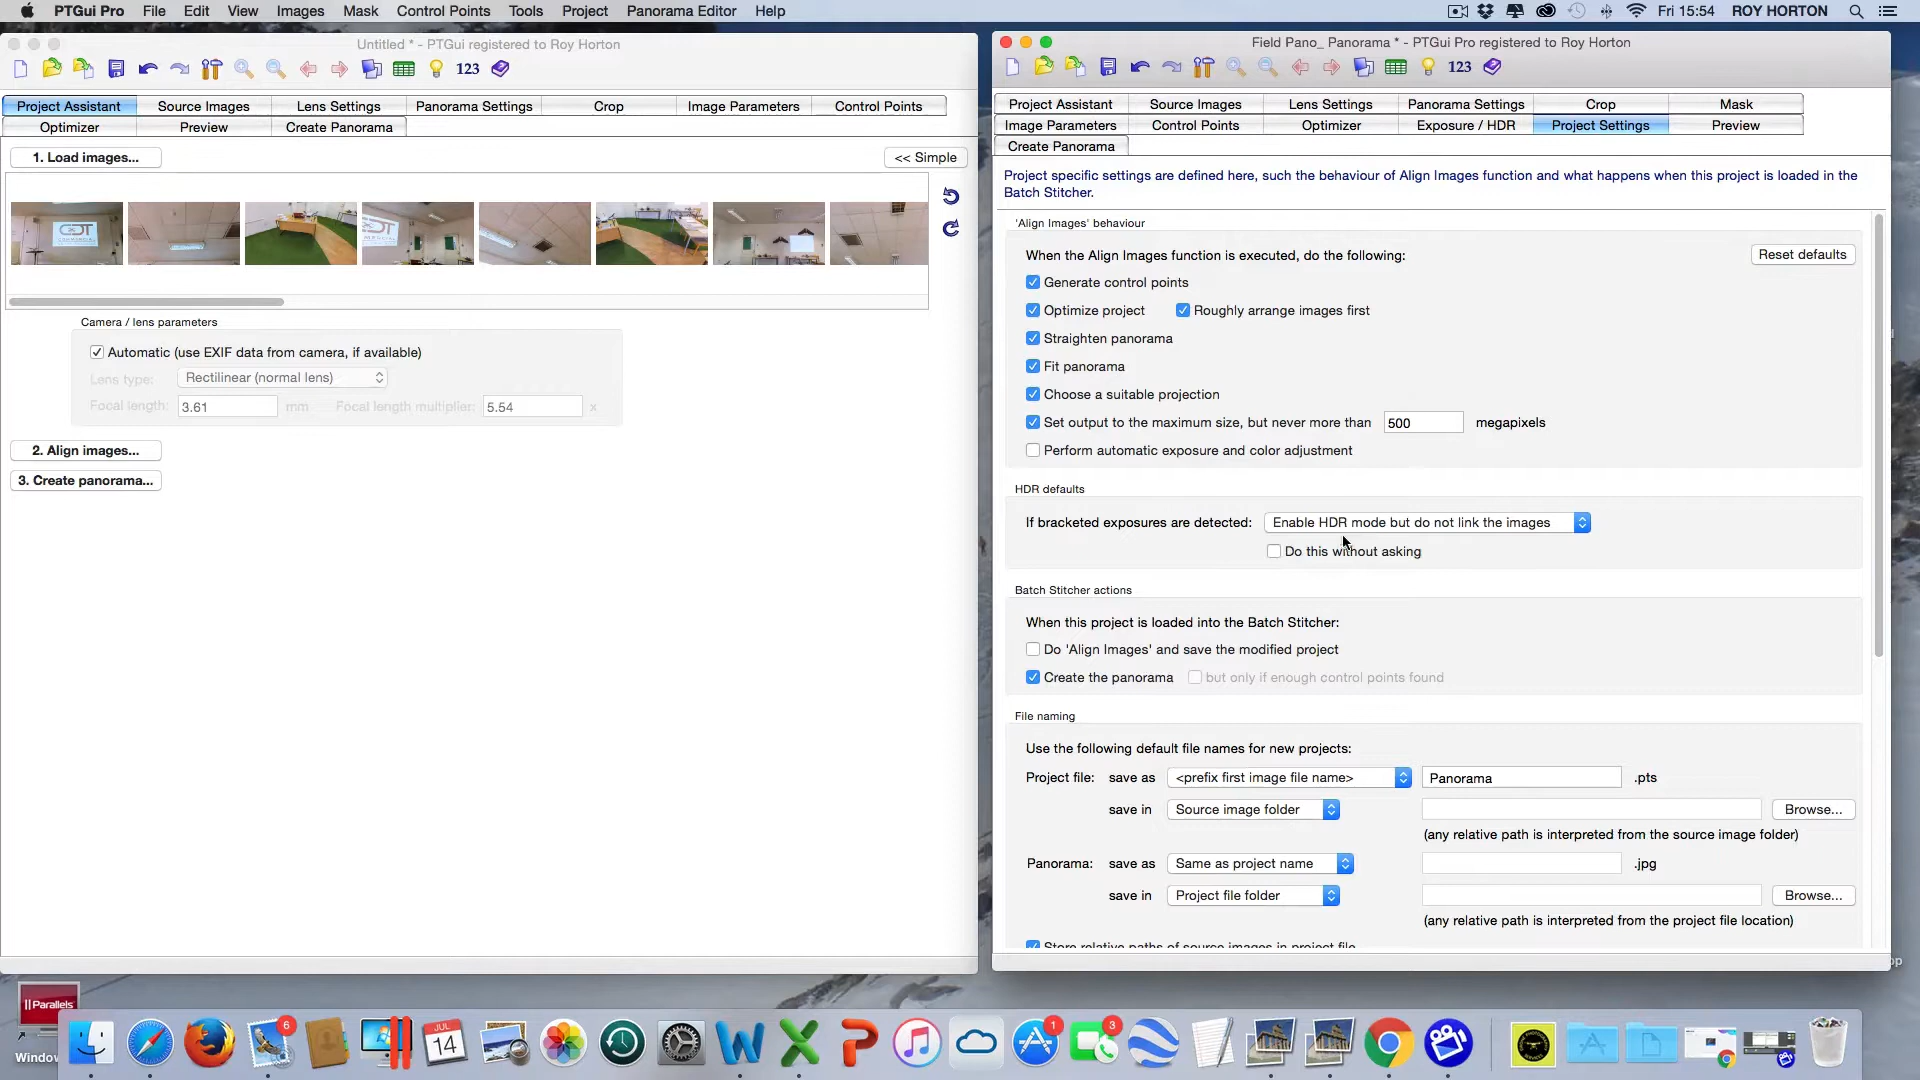 PTGui Pro File Edit View Images Mask Control Points Tools Project Panorama Editor Help Fri 15:54 ROY HORTON
Untitled * - PTGui registered to Roy Horton
123
Project Assistant Source Images Lens Settings Panorama Settings Crop Image Parameters Control Points
Optimizer Preview Create Panorama
1. Load images...
<< Simple
Camera / lens parameters
Automatic (use EXIF data from camera, if available)
Lens type: Rectilinear (normal lens)
Focal length: 3.61 mm Focal length multiplier: 5.54 x
2. Align images...
3. Create panorama...
Field Pano_ Panorama * - PTGui Pro registered to Roy Horton
123
Project Assistant Source Images Lens Settings Panorama Settings Crop Mask
Image Parameters Control Points Optimizer Exposure / HDR Project Settings Preview
Create Panorama
Project specific settings are defined here, such the behaviour of Align Images function and what happens when this project is loaded in the
Batch Stitcher.
'Align Images' behaviour
When the Align Images function is executed, do the following:
Reset defaults
Generate control points
Optimize project Roughly arrange images first
Straighten panorama
Fit panorama
Choose a suitable projection
Set output to the maximum size, but never more than 500 megapixels
Perform automatic exposure and color adjustment
HDR defaults
If bracketed exposures are detected: Enable HDR mode but do not link the images
Do this without asking
Batch Stitcher actions
When this project is loaded into the Batch Stitcher:
Do 'Align Images' and save the modified project
Create the panorama but only if enough control points found
File naming
Use the following default file names for new projects:
Project file: save as <prefix first image file name> Panorama .pts
save in Source image folder Browse...
(any relative path is interpreted from the source image folder)
Panorama: save as Same as project name .jpg
save in Project file folder Browse...
(any relative path is interpreted from the project file location)
Store relative paths of source images in project file
|| Parallels
6
JUL
14
1
3